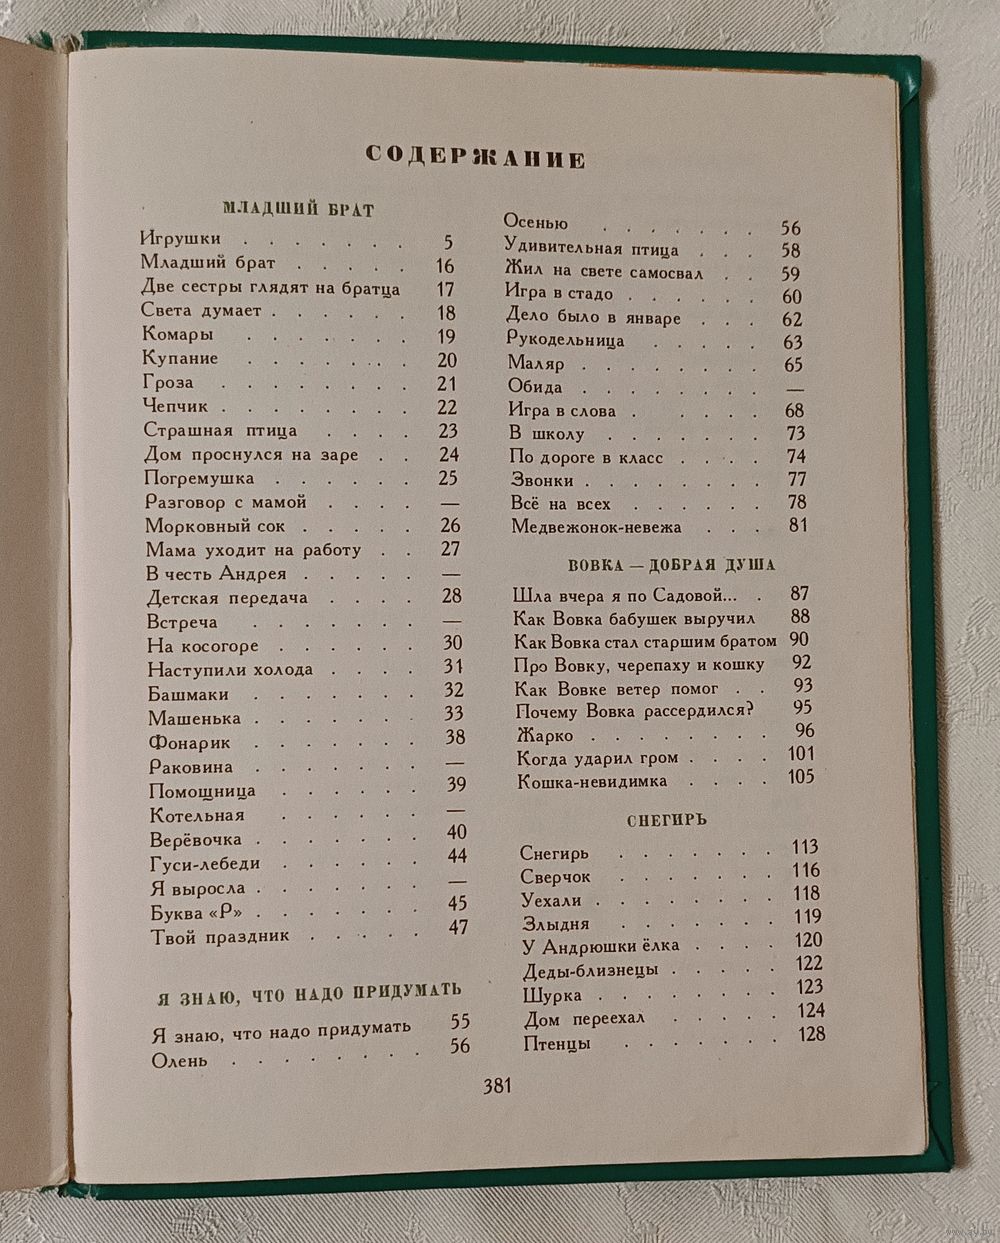 СОДЕРЖАНИЕ
МЛАДШИЙ БРАТ
Игрушки . . . . . . . 5
Младший брат . . . . . 16
Две сестры глядят на братца 17
Света думает . . . . . . 18
Комары . . . . . . . 19
Купание . . . . . . . 20
Гроза . . . . . . . . 21
Чепчик . . . . . . . . 22
Страшная птица . . . . 23
Дом проснулся на заре . . 24
Погремушка . . . . . . 25
Разговор с мамой . . . . —
Морковный сок . . . . . 26
Мама уходит на работу . . 27
В честь Андрея . . . . . —
Детская передача . . . . 28
Встреча . . . . . . . —
На косогоре . . . . . . 30
Наступили холода . . . . 31
Башмаки . . . . . . . 32
Машенька . . . . . . . 33
Фонарик . . . . . . . 38
Раковина . . . . . . . —
Помощница . . . . . . 39
Котельная . . . . . . —
Верёвочка . . . . . . . 40
Гуси-лебеди . . . . . . 44
Я выросла . . . . . . . —
Буква «Р» . . . . . . . 45
Твой праздник . . . . . 47
Я ЗНАЮ, ЧТО НАДО ПРИДУМАТЬ
Я знаю, что надо придумать 55
Олень . . . . . . . . 56
Осенью . . . . . . . 56
Удивительная птица . . . 58
Жил на свете самосвал . . 59
Игра в стадо . . . . . . 60
Дело было в январе . . . 62
Рукодельница . . . . . 63
Маляр . . . . . . . . 65
Обида . . . . . . . . —
Игра в слова . . . . . 68
В школу . . . . . . . 73
По дороге в класс . . . . 74
Звонки . . . . . . . . 77
Всё на всех . . . . . . 78
Медвежонок-невежа . . . 81
ВОВКА — ДОБРАЯ ДУША
Шла вчера я по Садовой... . 87
Как Вовка бабушек выручил 88
Как Вовка стал старшим братом 90
Про Вовку, черепаху и кошку 92
Как Вовке ветер помог . . 93
Почему Вовка рассердился? 95
Жарко . . . . . . . . 96
Когда ударил гром . . . . 101
Кошка-невидимка . . . . 105
СНЕГИРЬ
Снегирь . . . . . . . 113
Сверчок . . . . . . . 116
Уехали . . . . . . . . 118
Злыдня . . . . . . . 119
У Андрюшки ёлка . . . . 120
Деды-близнецы . . . . . 122
Шурка . . . . . . . . 123
Дом переехал . . . . . 124
Птенцы . . . . . . . 128
381